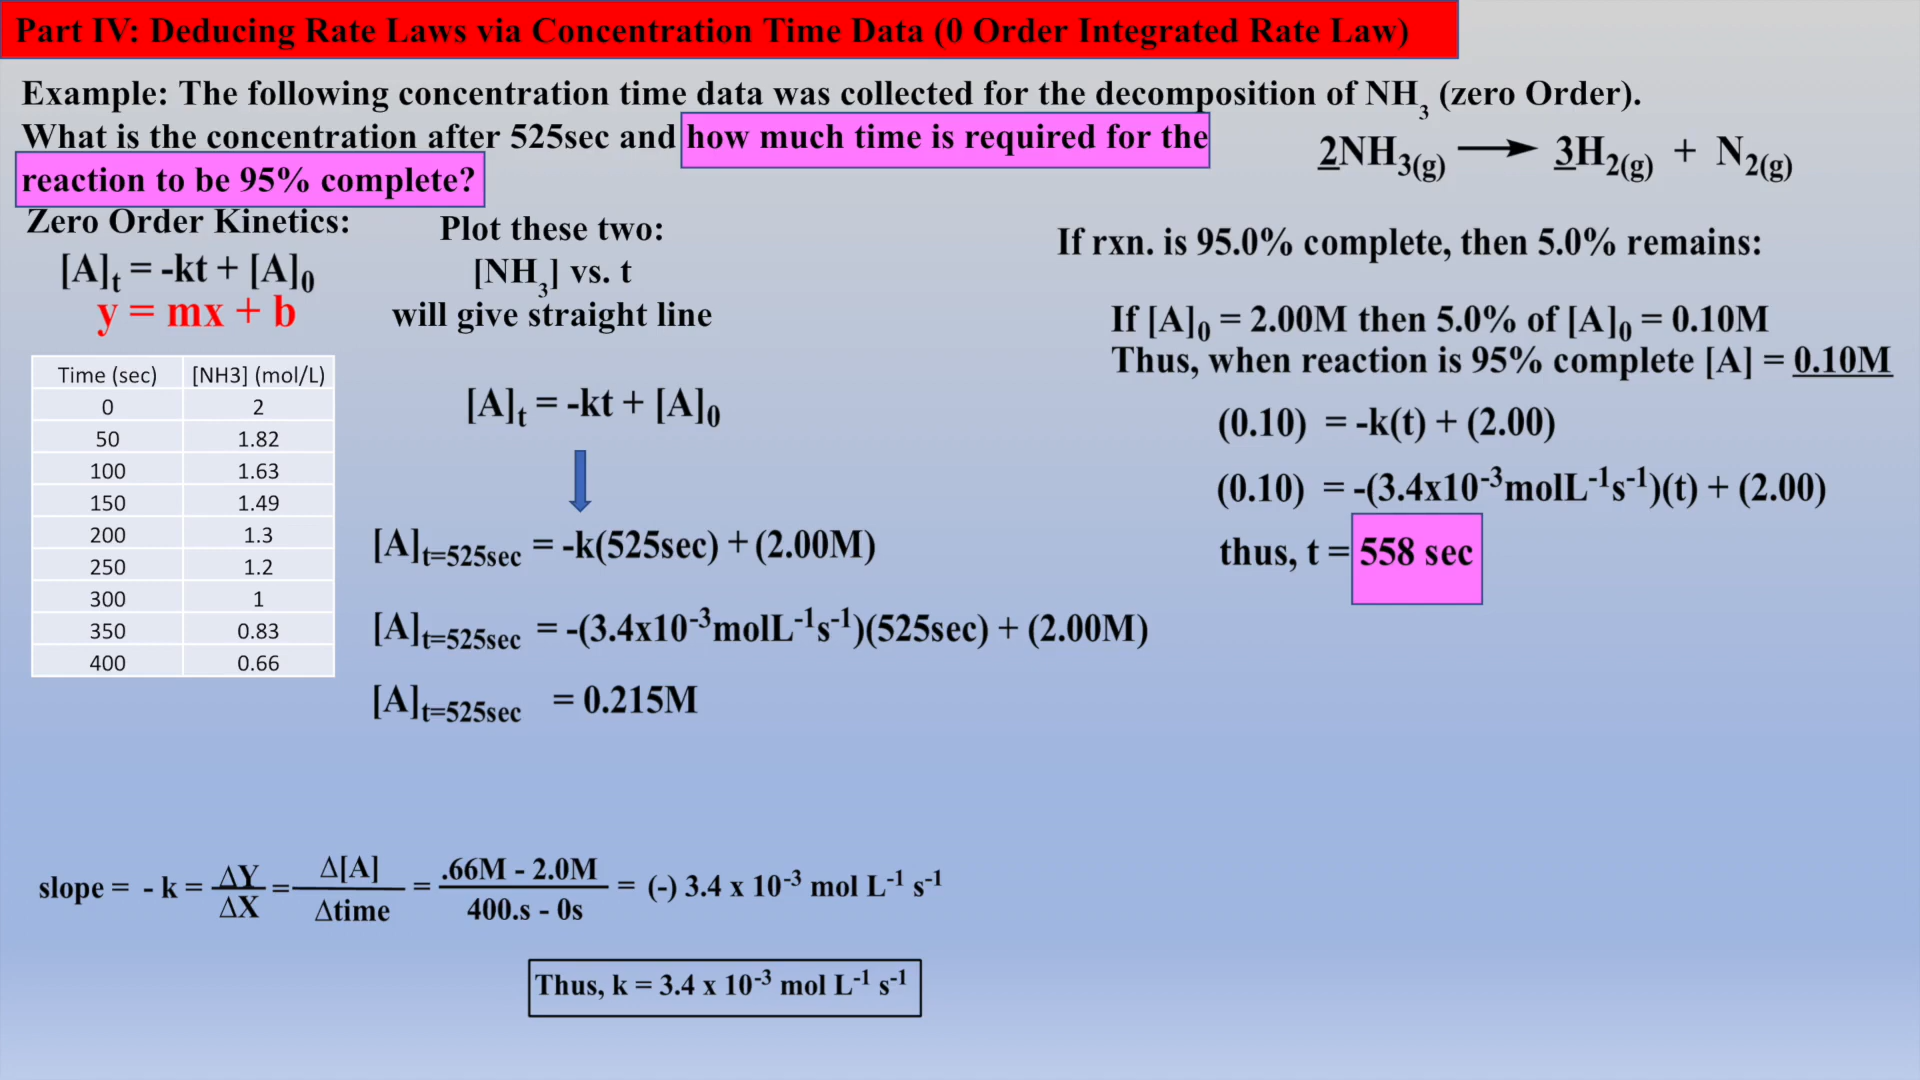 Part IV: Deducing Rate Laws via Concentration Time Data (0 Order Integrated Rate Law)
Example: The following concentration time data was collected for the decomposition of NH₃ (zero Order).
What is the concentration after 525sec and how much time is required for the
reaction to be 95% complete?
2NH₃(g) ⟶ 3H₂(g) + N₂(g)
Zero Order Kinetics:
[A]t = -kt + [A]₀
y = mx + b
Plot these two:
[NH₃] vs. t
will give straight line
Time (sec) [NH3] (mol/L)
0 2
50 1.82
100 1.63
150 1.49
200 1.3
250 1.2
300 1
350 0.83
400 0.66
[A]t = -kt + [A]₀
[A]t=525sec = -k(525sec) + (2.00M)
[A]t=525sec = -(3.4x10⁻³molL⁻¹s⁻¹)(525sec) + (2.00M)
[A]t=525sec = 0.215M
If rxn. is 95.0% complete, then 5.0% remains:
If [A]₀ = 2.00M then 5.0% of [A]₀ = 0.10M
Thus, when reaction is 95% complete [A] = 0.10M
(0.10) = -k(t) + (2.00)
(0.10) = -(3.4x10⁻³molL⁻¹s⁻¹)(t) + (2.00)
thus, t = 558 sec
slope = - k = ΔY/ΔX = Δ[A]/Δtime = .66M - 2.0M/400.s - 0s = (-) 3.4 x 10⁻³ mol L⁻¹ s⁻¹
Thus, k = 3.4 x 10⁻³ mol L⁻¹ s⁻¹